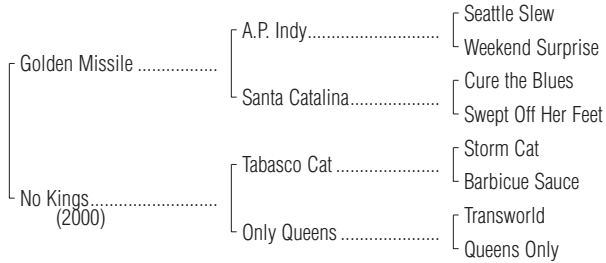 Seattle Slew
A.P. Indy..................................
Weekend Surprise
Golden Missile .....................
Cure the Blues
Santa Catalina.......................
Swept Off Her Feet
Storm Cat
Tabasco Cat ...........................
Barbicue Sauce
No Kings.................................
(2000)
Transworld
Only Queens .........................
Queens Only